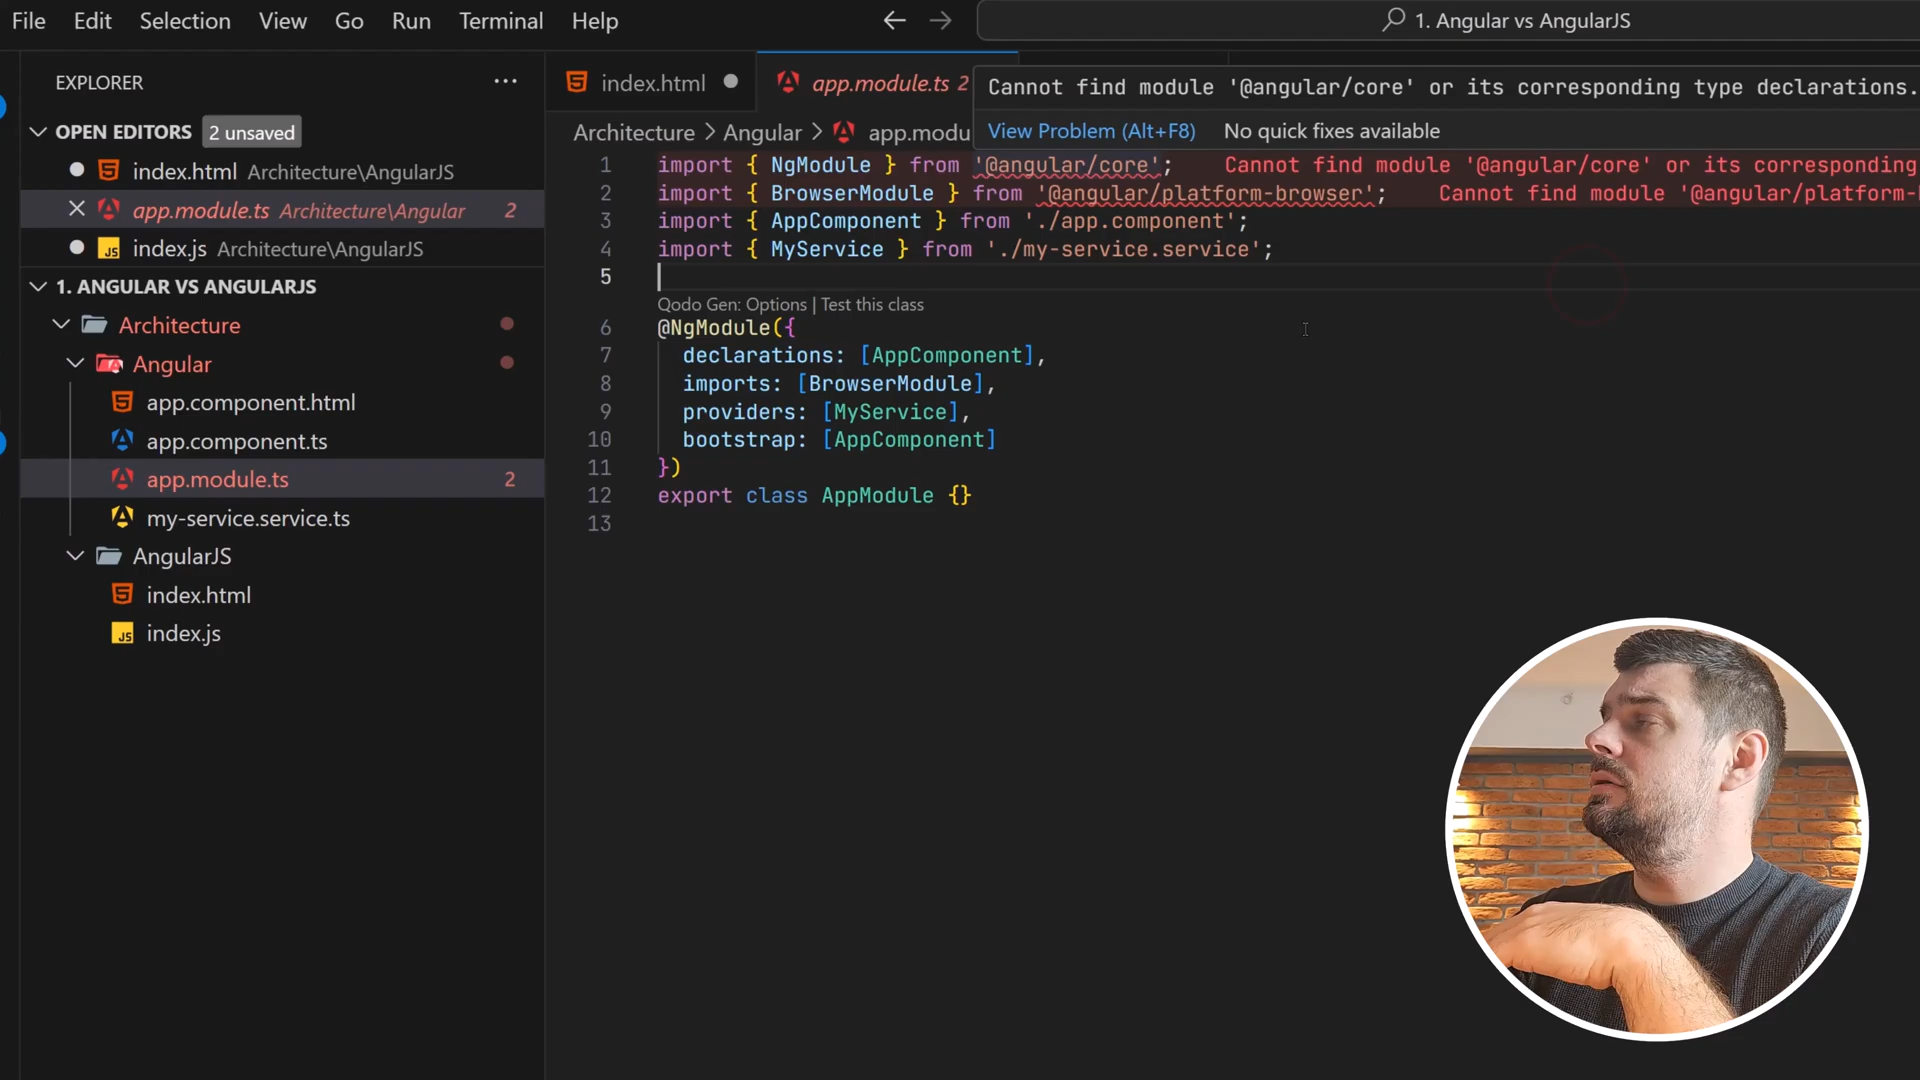 File Edit Selection View Go Run Terminal Help
1. Angular vs AngularJS
EXPLORER
OPEN EDITORS 2 unsaved
index.html Architecture\AngularJS
app.module.ts Architecture\Angular 2
index.js Architecture\AngularJS
1. ANGULAR VS ANGULARJS
Architecture
Angular
app.component.html
app.component.ts
app.module.ts 2
my-service.service.ts
AngularJS
index.html
index.js
index.html
app.module.ts 2
Cannot find module '@angular/core' or its corresponding type declarations.
View Problem (Alt+F8) No quick fixes available
Architecture > Angular > app.modu
1 import { NgModule } from '@angular/core'; Cannot find module '@angular/core' or its corresponding
2 import { BrowserModule } from '@angular/platform-browser'; Cannot find module '@angular/platform-
3 import { AppComponent } from './app.component';
4 import { MyService } from './my-service.service';
5
Qodo Gen: Options | Test this class
6 @NgModule({
7 declarations: [AppComponent],
8 imports: [BrowserModule],
9 providers: [MyService],
10 bootstrap: [AppComponent]
11 })
12 export class AppModule {}
13